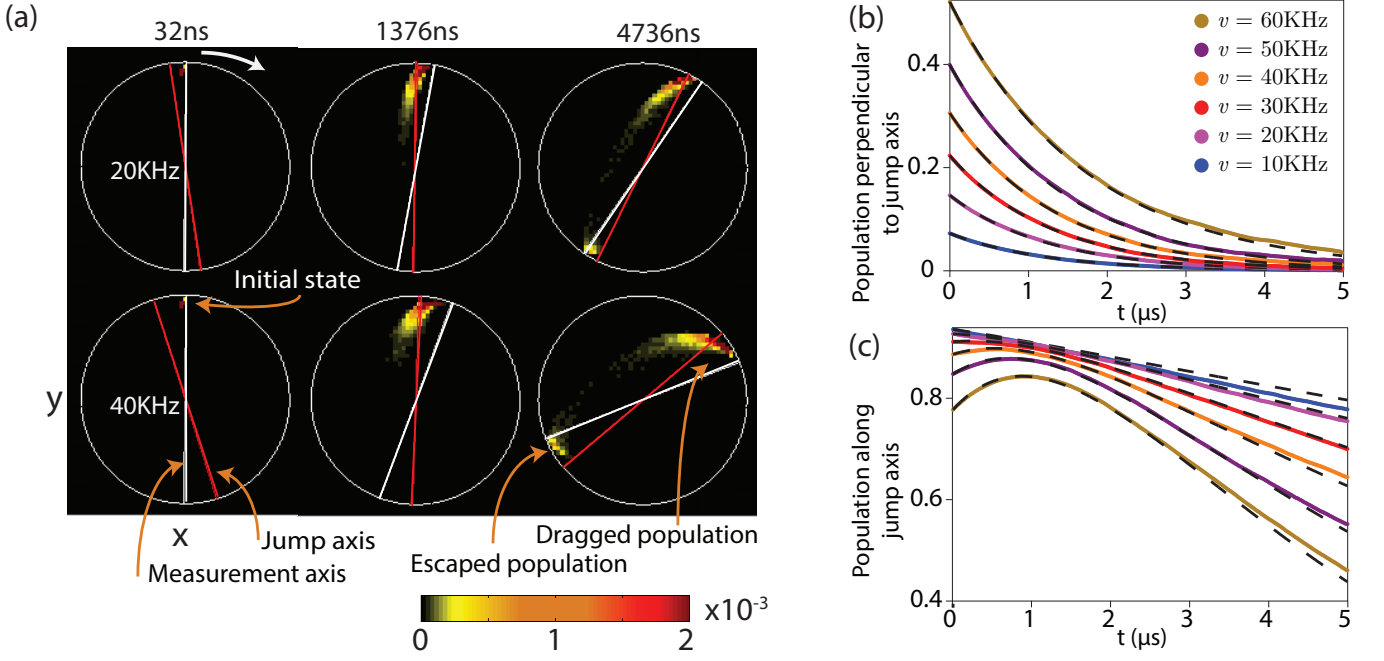 (a)
32ns
1376ns
4736ns
20KHz
Initial state
40KHz
y
x
Jump axis
Measurement axis
Escaped population
Dragged population
0
1
2
x10-3
(b)
Population perpendicular
to jump axis
0.4
0.2
0
0
1
2
3
4
5
t (μs)
v = 60KHz
v = 50KHz
v = 40KHz
v = 30KHz
v = 20KHz
v = 10KHz
(c)
Population along
jump axis
0.8
0.6
0.4
0
1
2
3
4
5
t (μs)